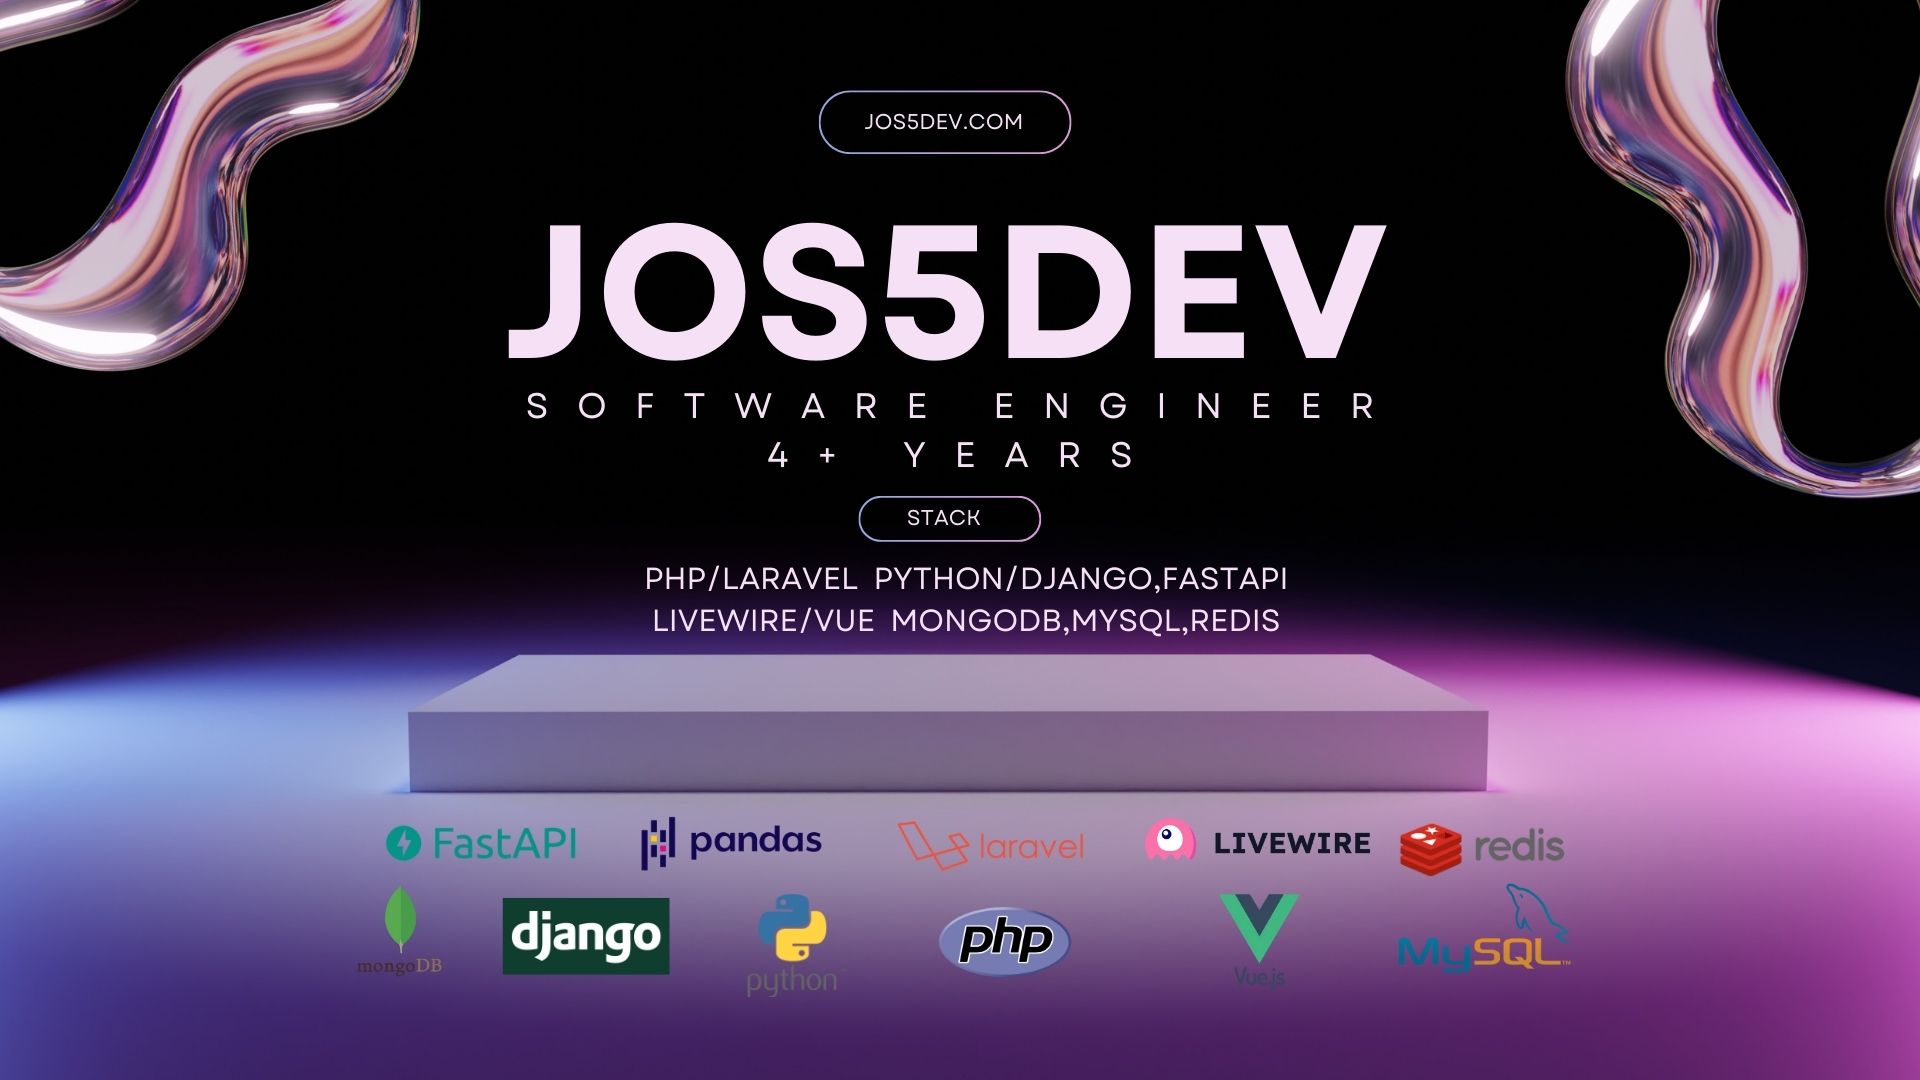 JOS5DEV.COM
JOS5DEV
SOFTWARE ENGINEER
4+ YEARS
STACK
PHP/LARAVEL PYTHON/DJANGO,FASTAPI
LIVEWIRE/VUE MONGODB,MYSQL,REDIS
FastAPI pandas laravel LIVEWIRE redis
mongoDB django python php Vue.js MySQL™